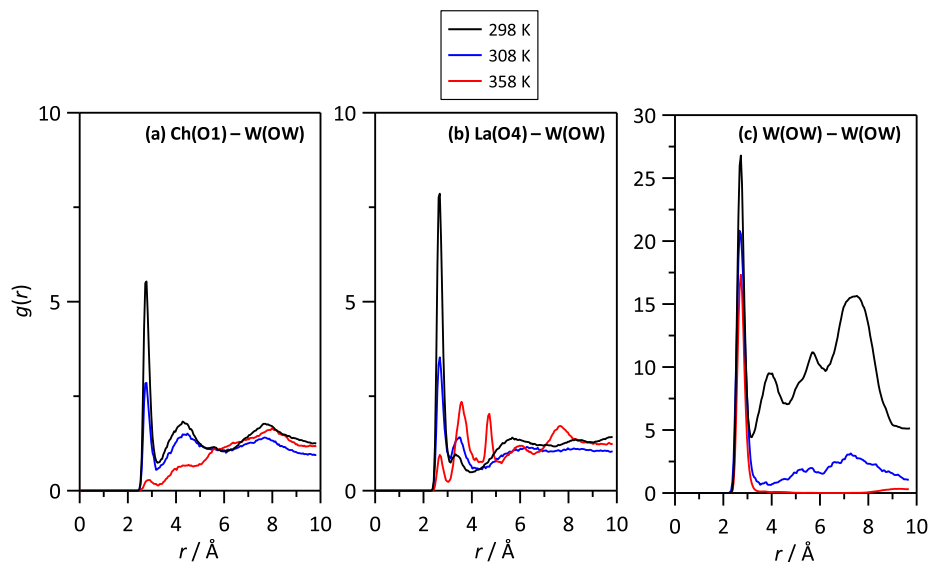 298 K
308 K
358 K
(a) Ch(O1) – W(OW)
(b) La(O4) – W(OW)
(c) W(OW) – W(OW)
g(r)
10
5
0
0 2 4 6 8 10
r / Å
10
5
0
0 2 4 6 8 10
r / Å
30
25
20
15
10
5
0
0 2 4 6 8 10
r / Å